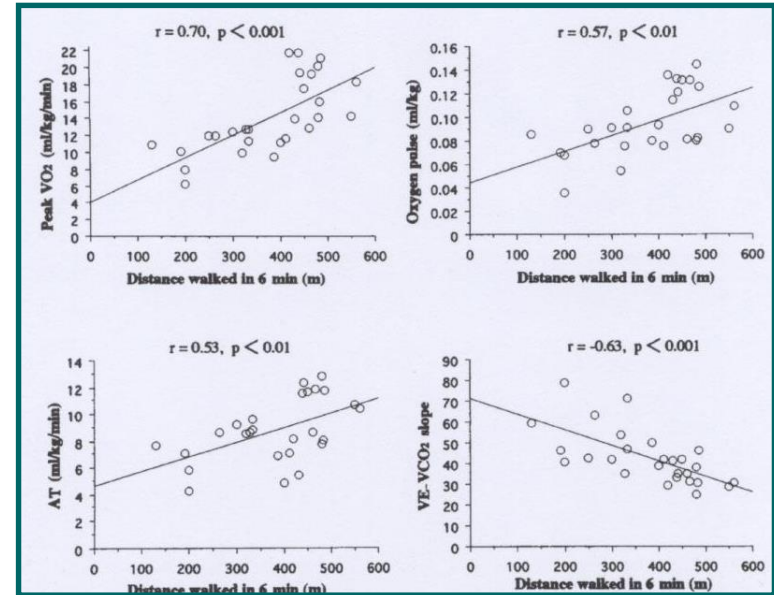 r = 0.70, p < 0.001
Peak VO2 (ml/kg/min)
22
20
18
16
14
12
10
8
6
4
2
0
0 100 200 300 400 500 600
Distance walked in 6 min (m)
r = 0.57, p < 0.01
Oxygen pulse (ml/kg)
0.16
0.14
0.12
0.10
0.08
0.06
0.04
0.02
0
0 100 200 300 400 500 600
Distance walked in 6 min (m)
r = 0.53, p < 0.01
AT (ml/kg/min)
14
12
10
8
6
4
2
0
0 100 200 300 400 500 600
Distance walked in 6 min (m)
r = -0.63, p < 0.001
VE-VCO2 slope
90
80
70
60
50
40
30
20
10
0
0 100 200 300 400 500 600
Distance walked in 6 min (m)